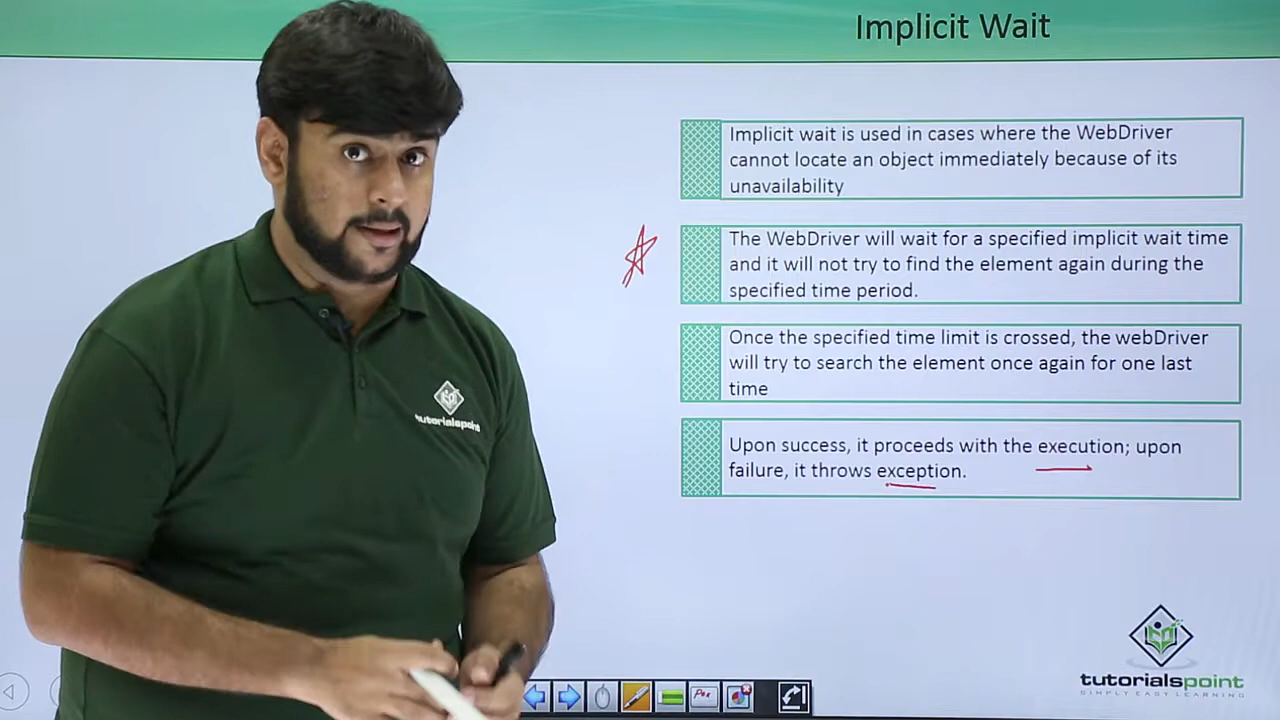 Implicit Wait
Implicit wait is used in cases where the WebDriver
cannot locate an object immediately because of its
unavailability
The WebDriver will wait for a specified implicit wait time
and it will not try to find the element again during the
specified time period.
Once the specified time limit is crossed, the webDriver
will try to search the element once again for one last
time
Upon success, it proceeds with the execution; upon
failure, it throws exception.
tutorialspoint
Pen
tutorialspoint
SIMPLY EASY LEARNING